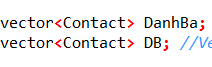 vector<Contact> DanhBa;
vector<Contact> DB; //Ve